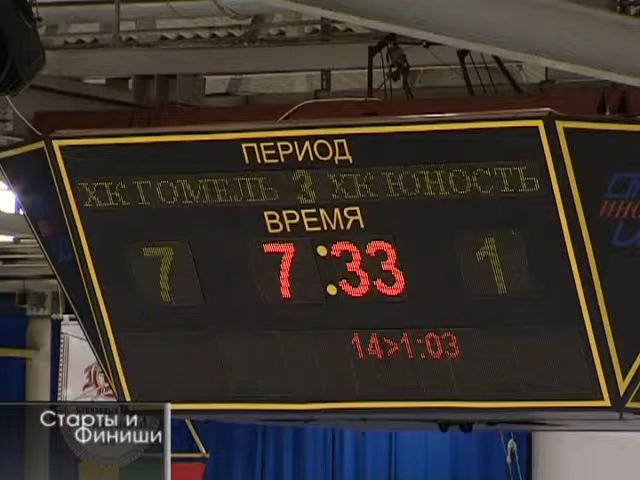 ПЕРИОД
ХК ГОМЕЛЬ 3 ХК ЮНОСТЬ
ВРЕМЯ
7 7:33 1
14>1:03
Старты и
Финиши